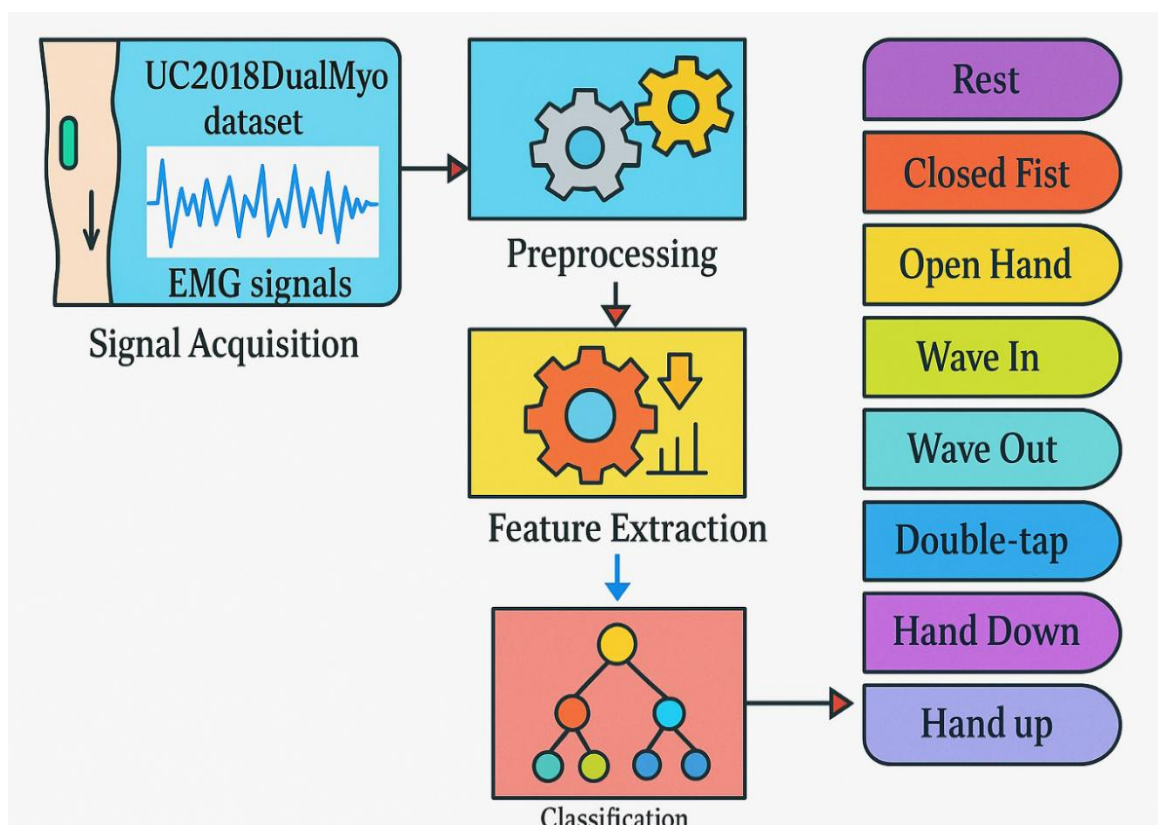 UC2018DualMyo
dataset
EMG signals
Signal Acquisition
Preprocessing
Feature Extraction
Classification
Rest
Closed Fist
Open Hand
Wave In
Wave Out
Double-tap
Hand Down
Hand up